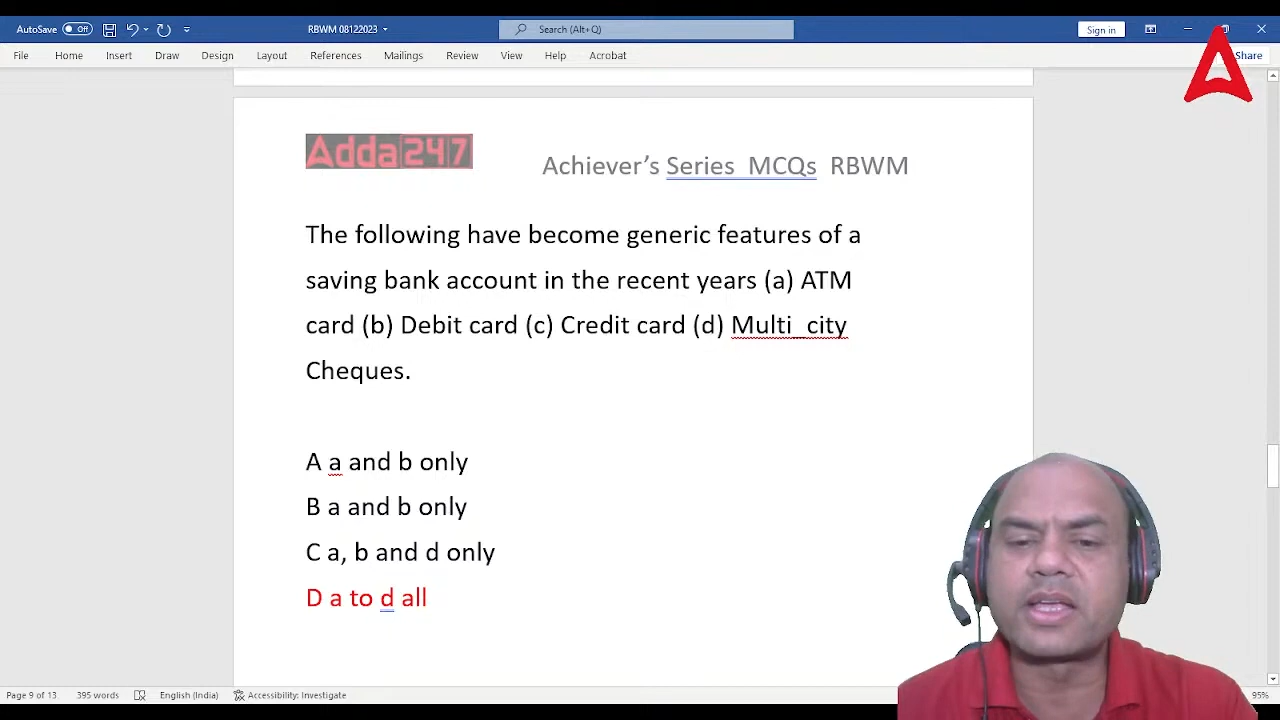 AutoSave Off RBWM 08122023 Search (Alt+Q) Sign in
File Home Insert Draw Design Layout References Mailings Review View Help Acrobat Share
Adda247
Achiever's Series MCQs RBWM
The following have become generic features of a
saving bank account in the recent years (a) ATM
card (b) Debit card (c) Credit card (d) Multi_city
Cheques.
A a and b only
B a and b only
C a, b and d only
D a to d all
Page 9 of 13 395 words English (India) Accessibility: Investigate 95%